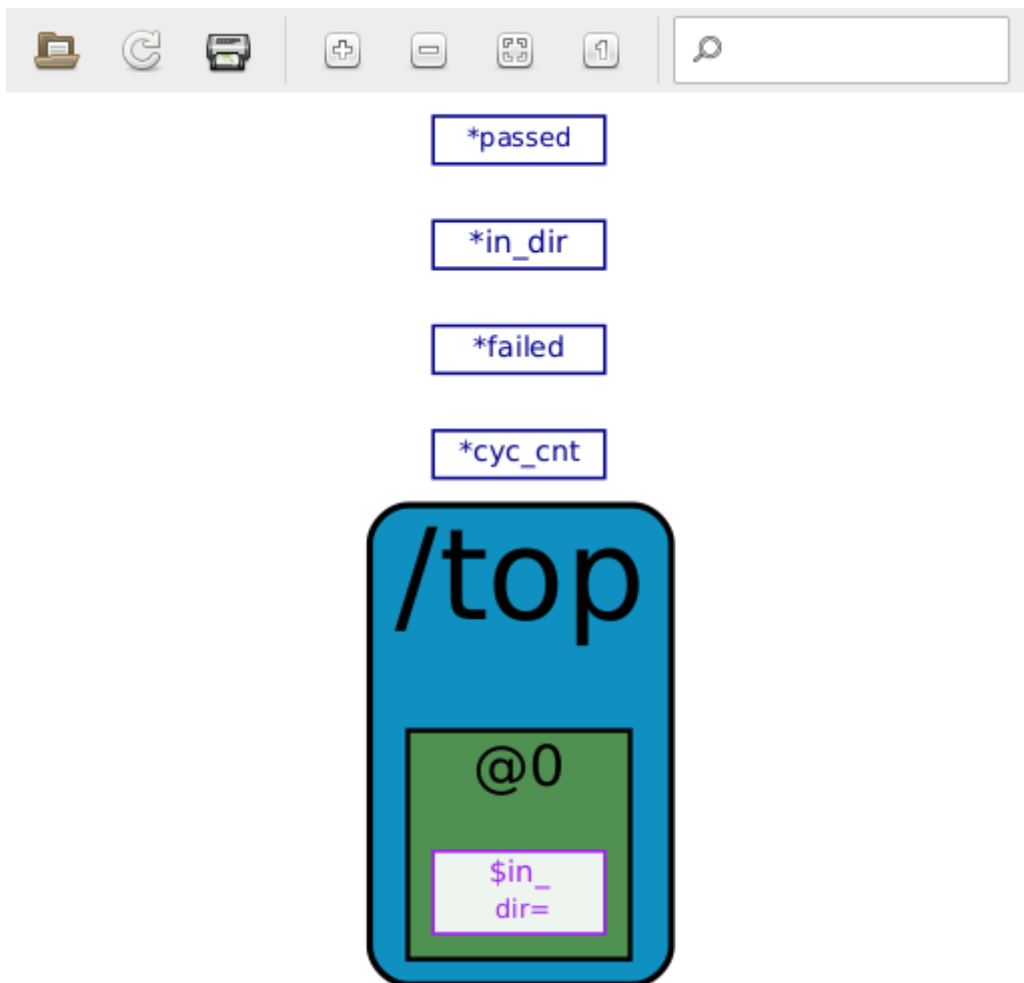 *passed
*in_dir
*failed
*cyc_cnt
/top
@0
$in_
dir=